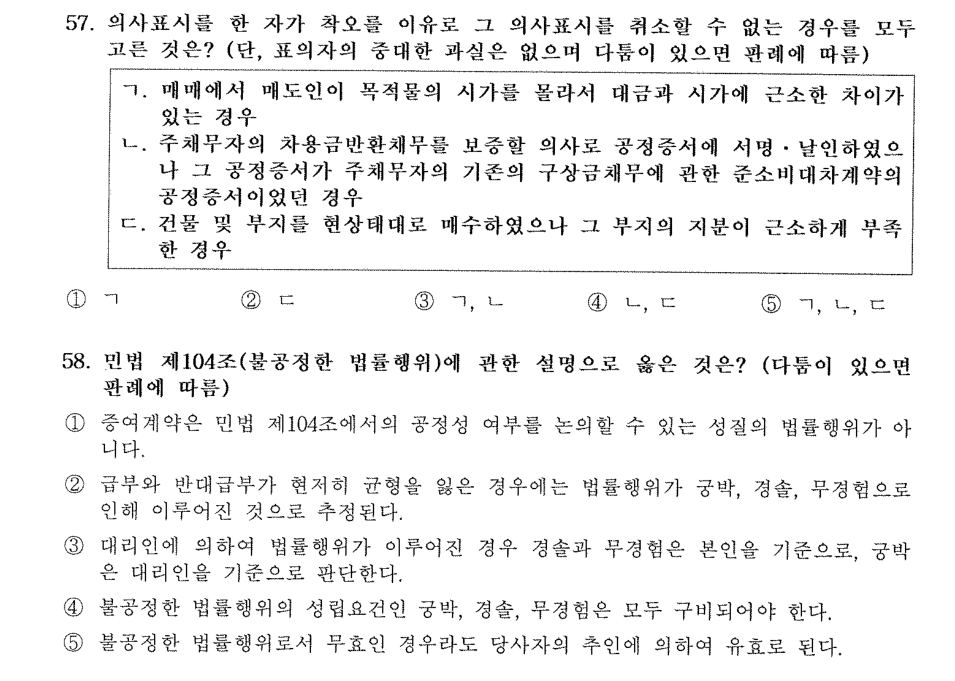 57. 의사표시를 한 자가 착오를 이유로 그 의사표시를 취소할 수 없는 경우를 모두
고른 것은? (단, 표의자의 중대한 과실은 없으며 다툼이 있으면 판례에 따름)
ㄱ. 매매에서 매도인이 목적물의 시가를 몰라서 대금과 시가에 근소한 차이가
있는 경우
ㄴ. 주채무자의 차용금반환채무를 보증할 의사로 공정증서에 서명·날인하였으
나 그 공정증서가 주채무자의 기존의 구상금채무에 관한 준소비대차계약의
공정증서이었던 경우
ㄷ. 건물 및 부지를 현상태대로 매수하였으나 그 부지의 지분이 근소하게 부족
한 경우
① ㄱ ② ㄷ ③ ㄱ, ㄴ ④ ㄴ, ㄷ ⑤ ㄱ, ㄴ, ㄷ
58. 민법 제104조(불공정한 법률행위)에 관한 설명으로 옳은 것은? (다툼이 있으면
판례에 따름)
① 증여계약은 민법 제104조에서의 공정성 여부를 논의할 수 있는 성질의 법률행위가 아
니다.
② 급부와 반대급부가 현저히 균형을 잃은 경우에는 법률행위가 궁박, 경솔, 무경험으로
인해 이루어진 것으로 추정된다.
③ 대리인에 의하여 법률행위가 이루어진 경우 경솔과 무경험은 본인을 기준으로, 궁박
은 대리인을 기준으로 판단한다.
④ 불공정한 법률행위의 성립요건인 궁박, 경솔, 무경험은 모두 구비되어야 한다.
⑤ 불공정한 법률행위로서 무효인 경우라도 당사자의 추인에 의하여 유효로 된다.